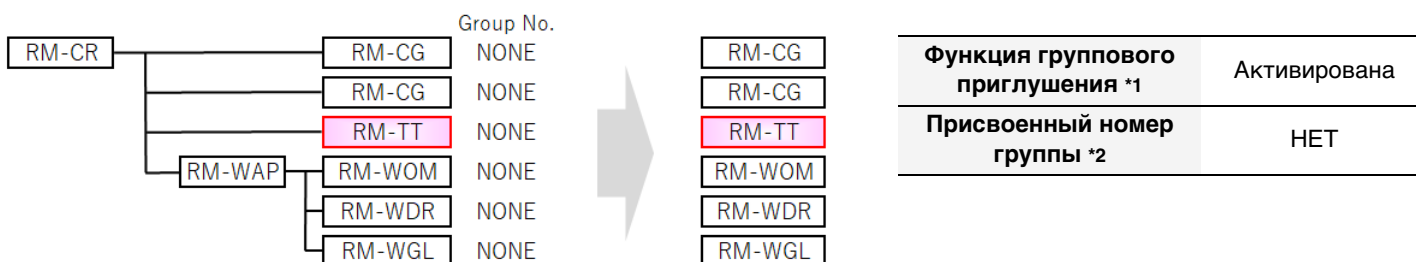 Group No.
RM-CR RM-CG NONE RM-CG
RM-CG NONE RM-CG
RM-TT NONE RM-TT
RM-WAP RM-WOM NONE RM-WOM
RM-WDR NONE RM-WDR
RM-WGL NONE RM-WGL
Функция группового
приглушения *1
Активирована
Присвоенный номер
группы *2
НЕТ